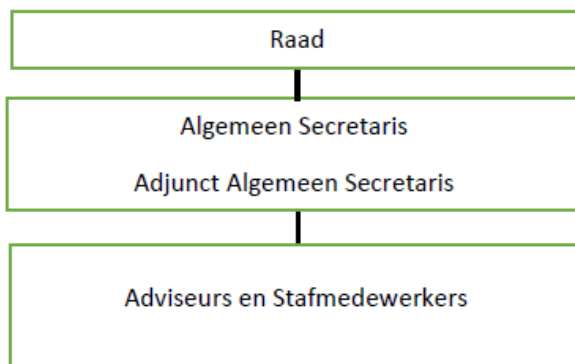 Raad
Algemeen Secretaris
Adjunct Algemeen Secretaris
Adviseurs en Stafmedewerkers